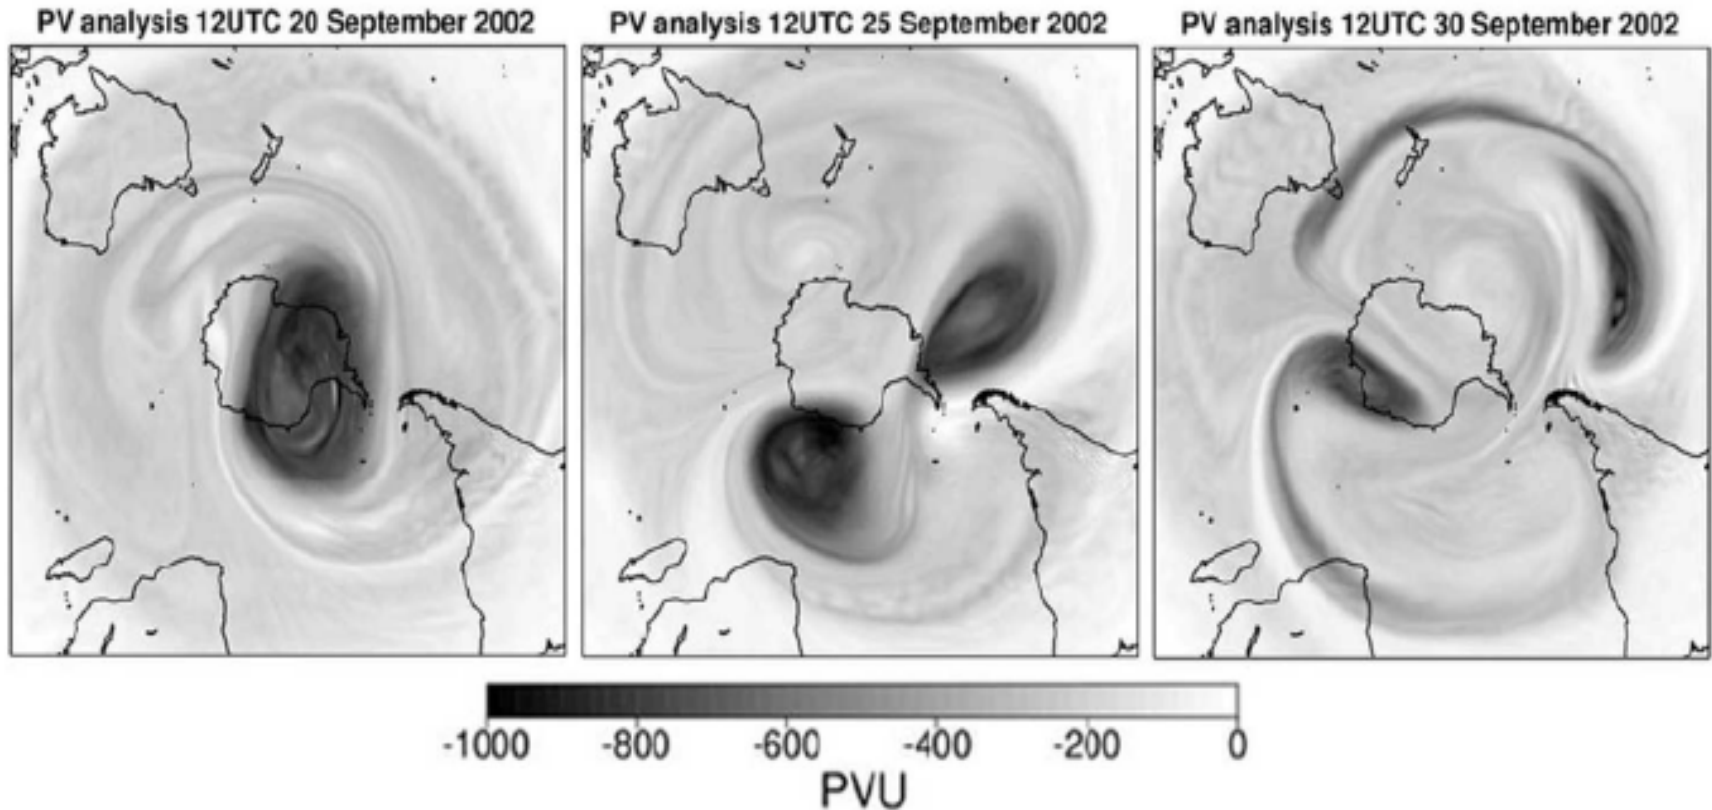 PV analysis 12UTC 20 September 2002
PV analysis 12UTC 25 September 2002
PV analysis 12UTC 30 September 2002
-1000 -800 -600 -400 -200 0
PVU